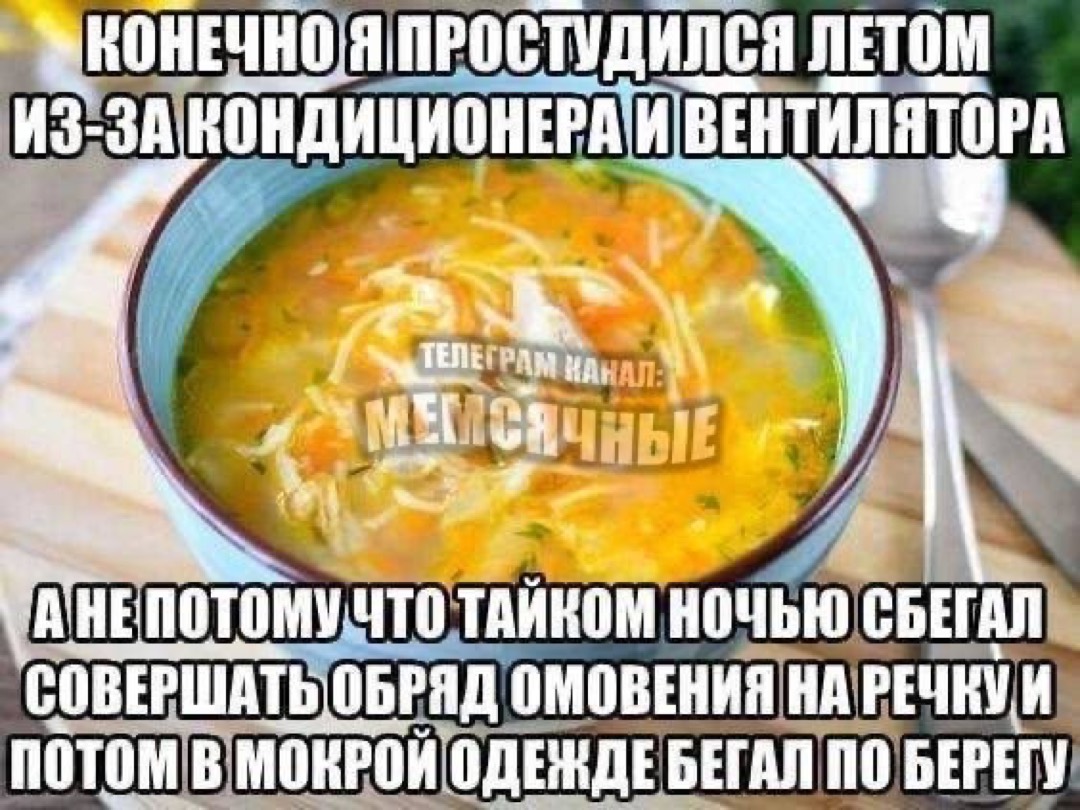 КОНЕЧНО Я ПРОСТУДИЛСЯ ЛЕТОМ
ИЗ-ЗА КОНДИЦИОНЕРА И ВЕНТИЛЯТОРА
ТЕЛЕГРАМ КАНАЛ:
МЕМСЯЧНЫЕ
А НЕ ПОТОМУ ЧТО ТАЙКОМ НОЧЬЮ СБЕГАЛ
СОВЕРШАТЬ ОБРЯД ОМОВЕНИЯ НА РЕЧКУ И
ПОТОМ В МОКРОЙ ОДЕЖДЕ БЕГАЛ ПО БЕРЕГУ